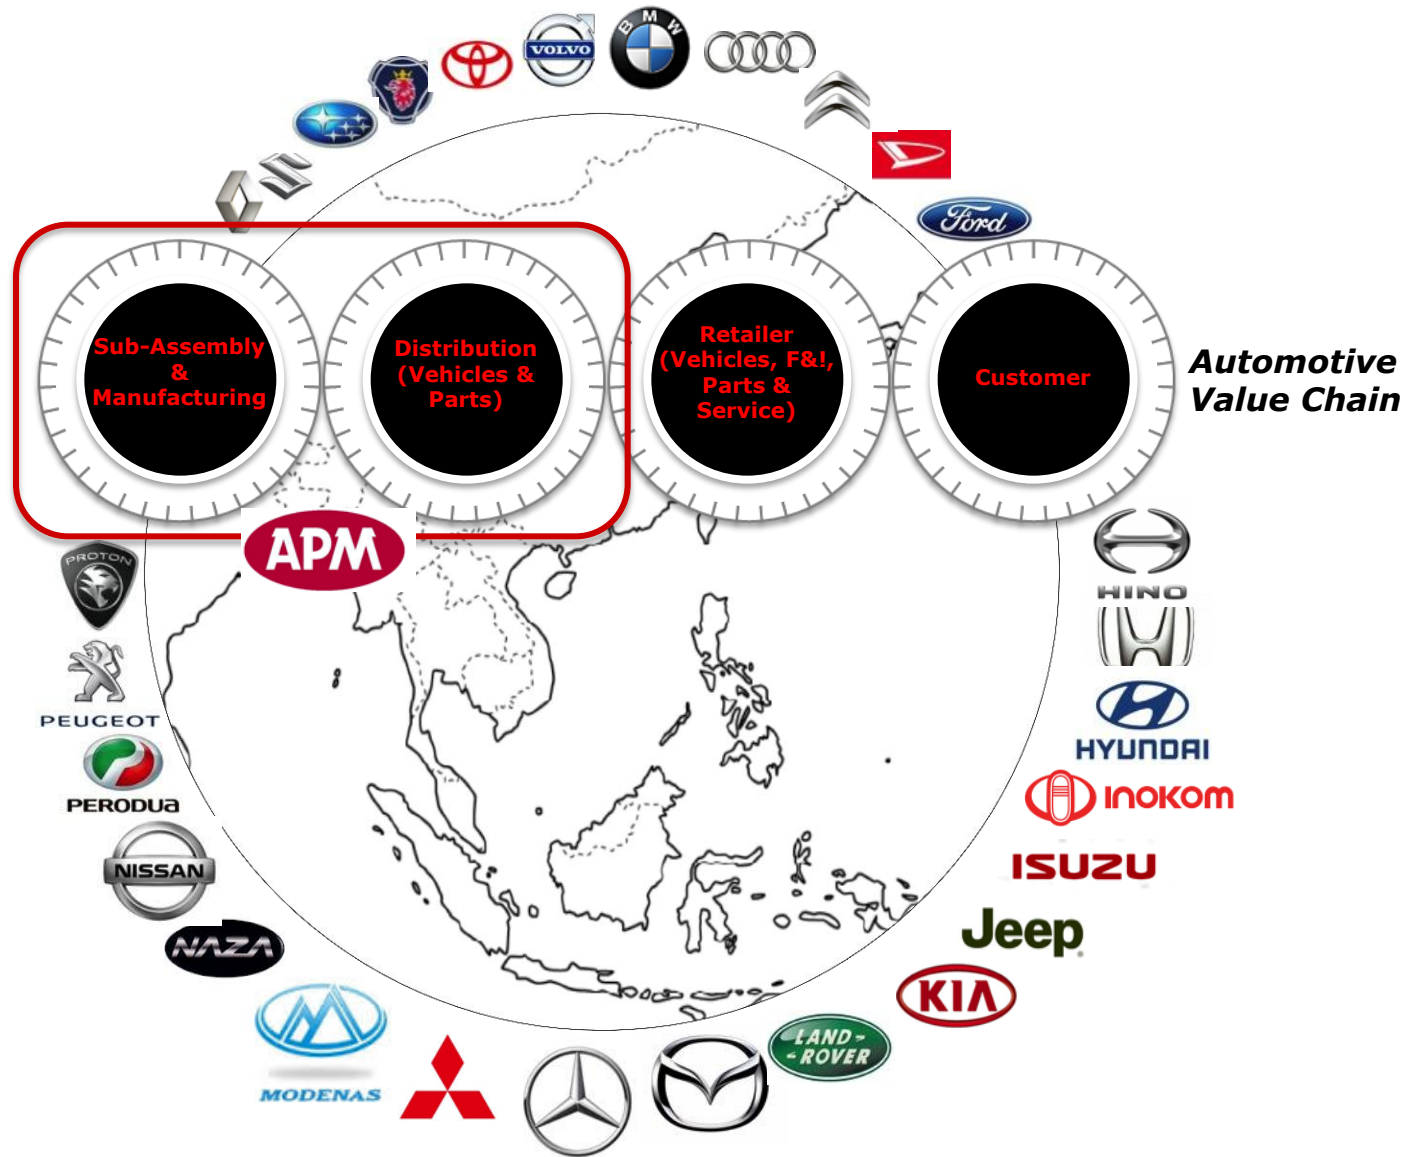 VOLVO
BMW
Ford
Sub-Assembly
&
Manufacturing
Distribution
(Vehicles &
Parts)
Retailer
(Vehicles, F&!,
Parts &
Service)
Customer
Automotive
Value Chain
APM
PROTON
HINO
PEUGEOT
HYUNDAI
PERODUA
INOKOM
NISSAN
ISUZU
NAZA
Jeep
KIA
MODENAS
LAND
ROVER